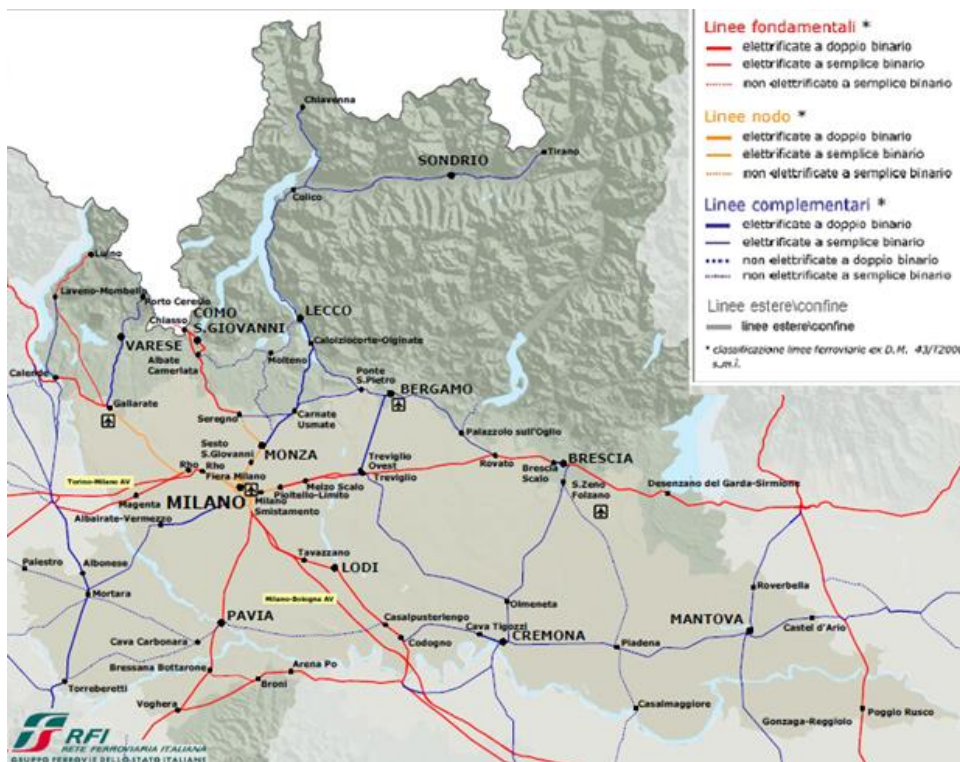 Linee fondamentali *
elettrificate a doppio binario
elettrificate a semplice binario
non elettrificate a semplice binario
Linee nodo *
elettrificate a doppio binario
elettrificate a semplice binario
elettrificate a semplice binario
Linee complementari *
elettrificate a doppio binario
elettrificate a semplice binario
non elettrificate a doppio binario
non elettrificate a semplice binario
Linee estere\confine
linee estere\confine
* classificazione linee ferroviarie ex D.M. 43/T2000
s.m.i.
Chiavenna
SONDRIO
Tirano
Colico
Luino
Laveno-Mombello
Porto Ceresio
Chiasso
COMO
S.GIOVANNI
LECCO
VARESE
Albate
Camerlata
Molteno
Calolziocorte-Olginate
Calende
Ponte
S.Pietro
BERGAMO
Gallarate
Seregno
Carnate
Usmate
Palazzolo sull'Oglio
Sesto
S.Giovanni
MONZA
Treviglio
Ovest
Treviglio
Rovato
BRESCIA
Brescia
Scalo
Rho
Rho
Fiera Milano
Torino-Milano AV
MILANO
Melzo Scalo
Pioltello-Limito
S.Zeno
Folzano
Desenzano del Garda-Sirmione
Magenta
Milano
Smistamento
Albairate-Vermezzo
Tavazzano
LODI
Palestro
Albonese
Mortara
Milano-Bologna AV
Olmeneta
Roverbella
PAVIA
Casalpusterlengo
Cava Tigozzi
CREMONA
MANTOVA
Castel d'Ario
Cava Carbonara
Codogno
Piadena
Bressana Bottarone
Arena Po
Broni
Torreberetti
Voghera
Casalmaggiore
Gonzaga-Reggiolo
Poggio Rusco
RFI
RETE FERROVIARIA ITALIANA
GRUPPO FERROVIE DELLO STATO ITALIANE